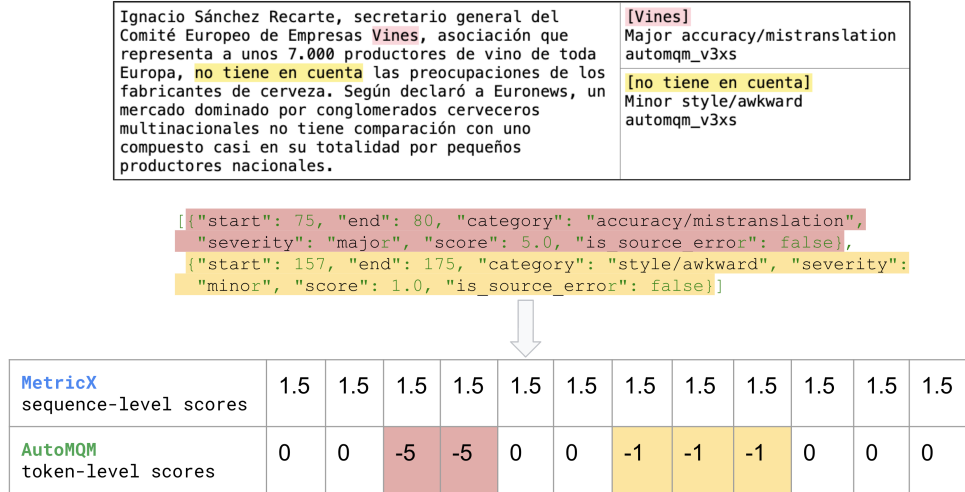 Ignacio Sánchez Recarte, secretario general del
Comité Europeo de Empresas Vines, asociación que
representa a unos 7.000 productores de vino de toda
Europa, no tiene en cuenta las preocupaciones de los
fabricantes de cerveza. Según declaró a Euronews, un
mercado dominado por conglomerados cerveceros
multinacionales no tiene comparación con uno
compuesto casi en su totalidad por pequeños
productores nacionales.
[Vines]
Major accuracy/mistranslation
automqm_v3xs
[no tiene en cuenta]
Minor style/awkward
automqm_v3xs
[{"start": 75, "end": 80, "category": "accuracy/mistranslation",
"severity": "major", "score": 5.0, "is_source_error": false},
{"start": 157, "end": 175, "category": "style/awkward", "severity":
"minor", "score": 1.0, "is_source_error": false}]
MetricX
sequence-level scores
1.5 1.5 1.5 1.5 1.5 1.5 1.5 1.5 1.5 1.5 1.5 1.5
AutoMQM
token-level scores
0 0 -5 -5 0 0 -1 -1 -1 0 0 0